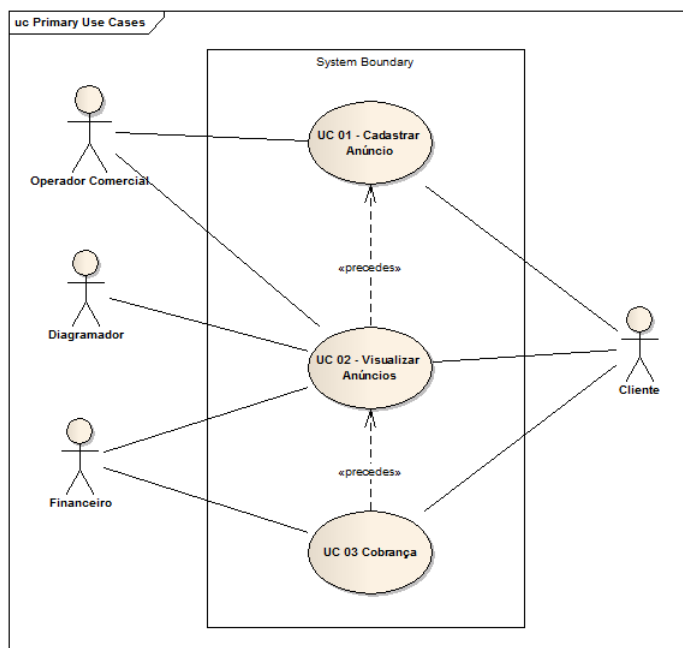 uc Primary Use Cases
System Boundary
UC 01 - Cadastrar
Anúncio
Operador Comercial
«precedes»
Diagramador
UC 02 - Visualizar
Anúncios
Cliente
«precedes»
Financeiro
UC 03 Cobrança